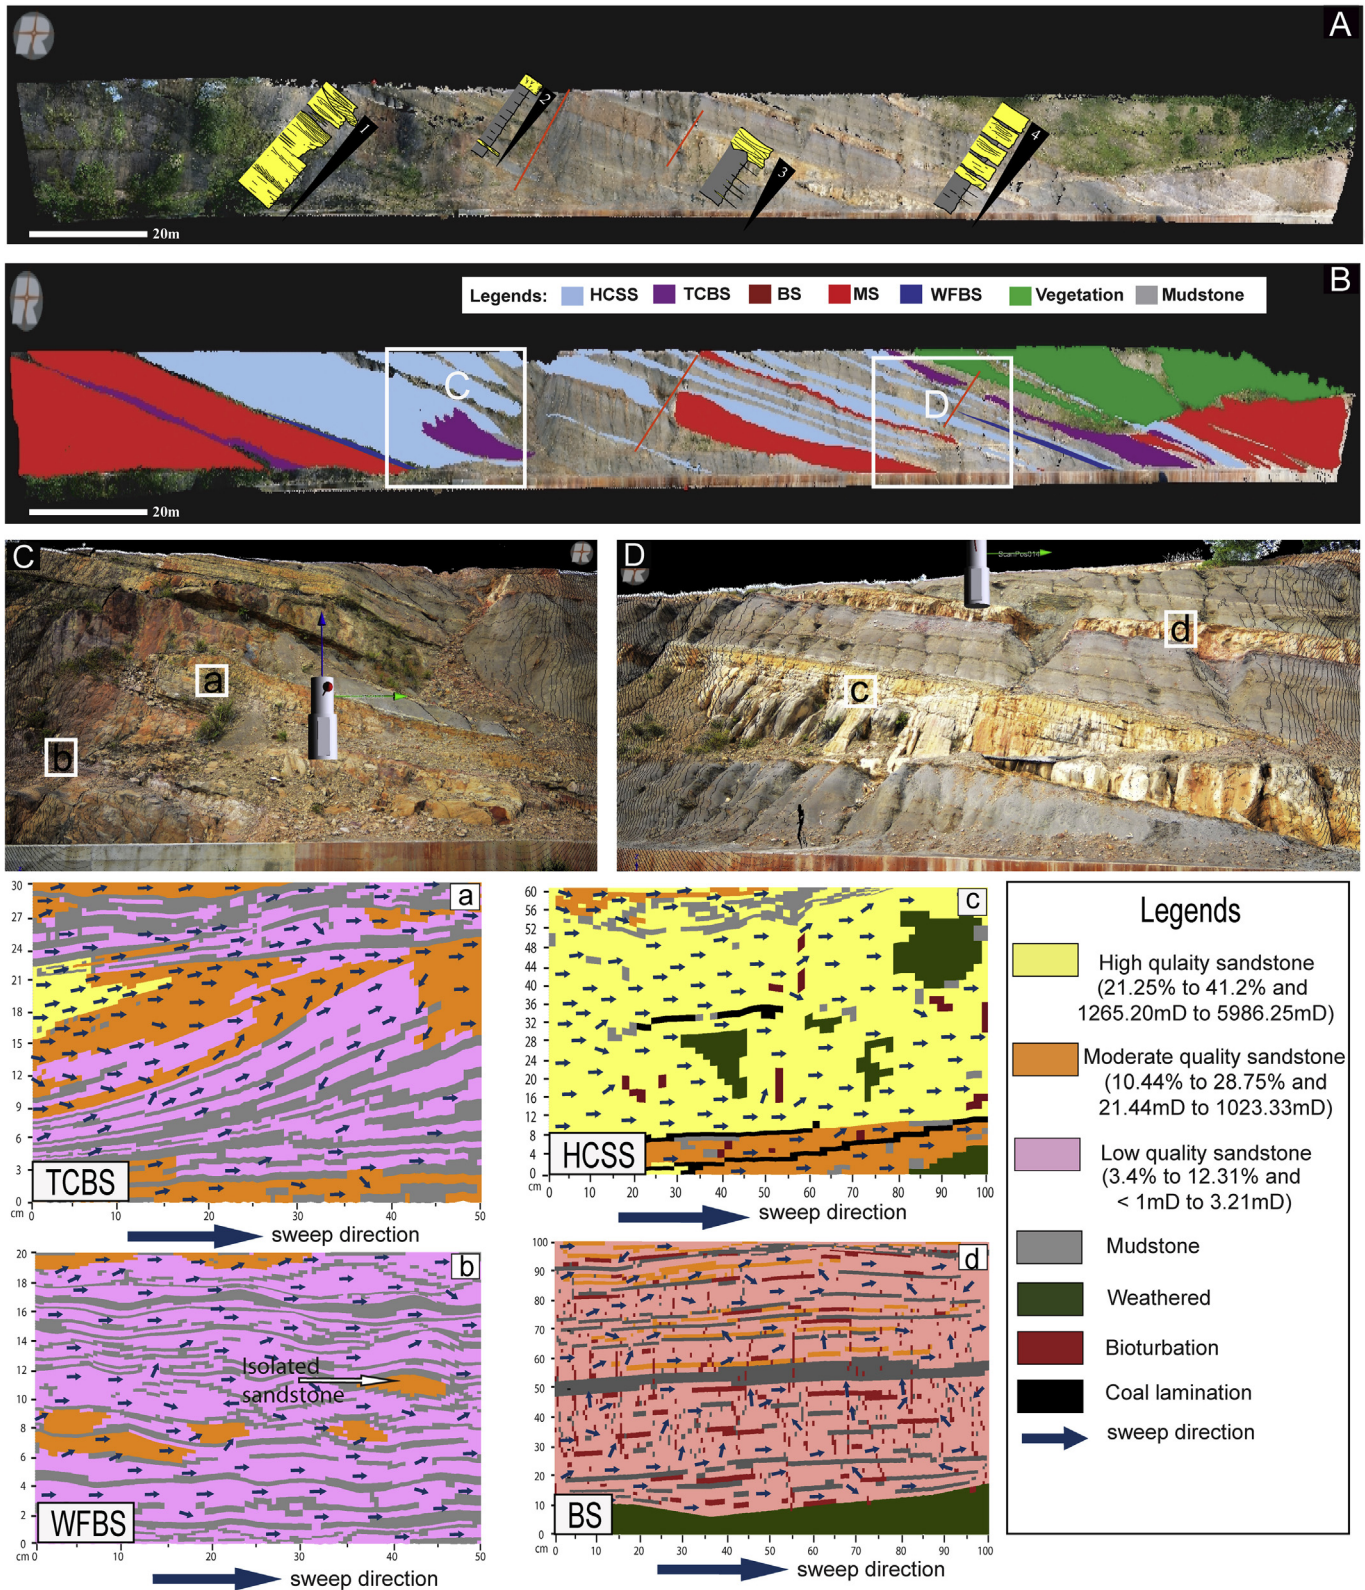 A
1
2
3
4
20m
B
Legends: HCSS TCBS BS MS WFBS Vegetation Mudstone
C
D
20m
C
a
b
D
ScanPos014
c
d
a
30
27
24
21
18
15
12
9
6
3
0
TCBS
cm 0 10 20 30 40 50
sweep direction
c
60
56
52
48
44
40
36
32
28
24
20
16
12
8
4
0
HCSS
cm 0 10 20 30 40 50 60 70 80 90 100
sweep direction
b
20
18
16
14
12
10
8
6
4
2
0
Isolated
sandstone
WFBS
cm 0 10 20 30 40 50
sweep direction
d
100
90
80
70
60
50
40
30
20
10
0
BS
cm 0 10 20 30 40 50 60 70 80 90 100
sweep direction
Legends
High qulaity sandstone
(21.25% to 41.2% and
1265.20mD to 5986.25mD)
Moderate quality sandstone
(10.44% to 28.75% and
21.44mD to 1023.33mD)
Low quality sandstone
(3.4% to 12.31% and
< 1mD to 3.21mD)
Mudstone
Weathered
Bioturbation
Coal lamination
sweep direction